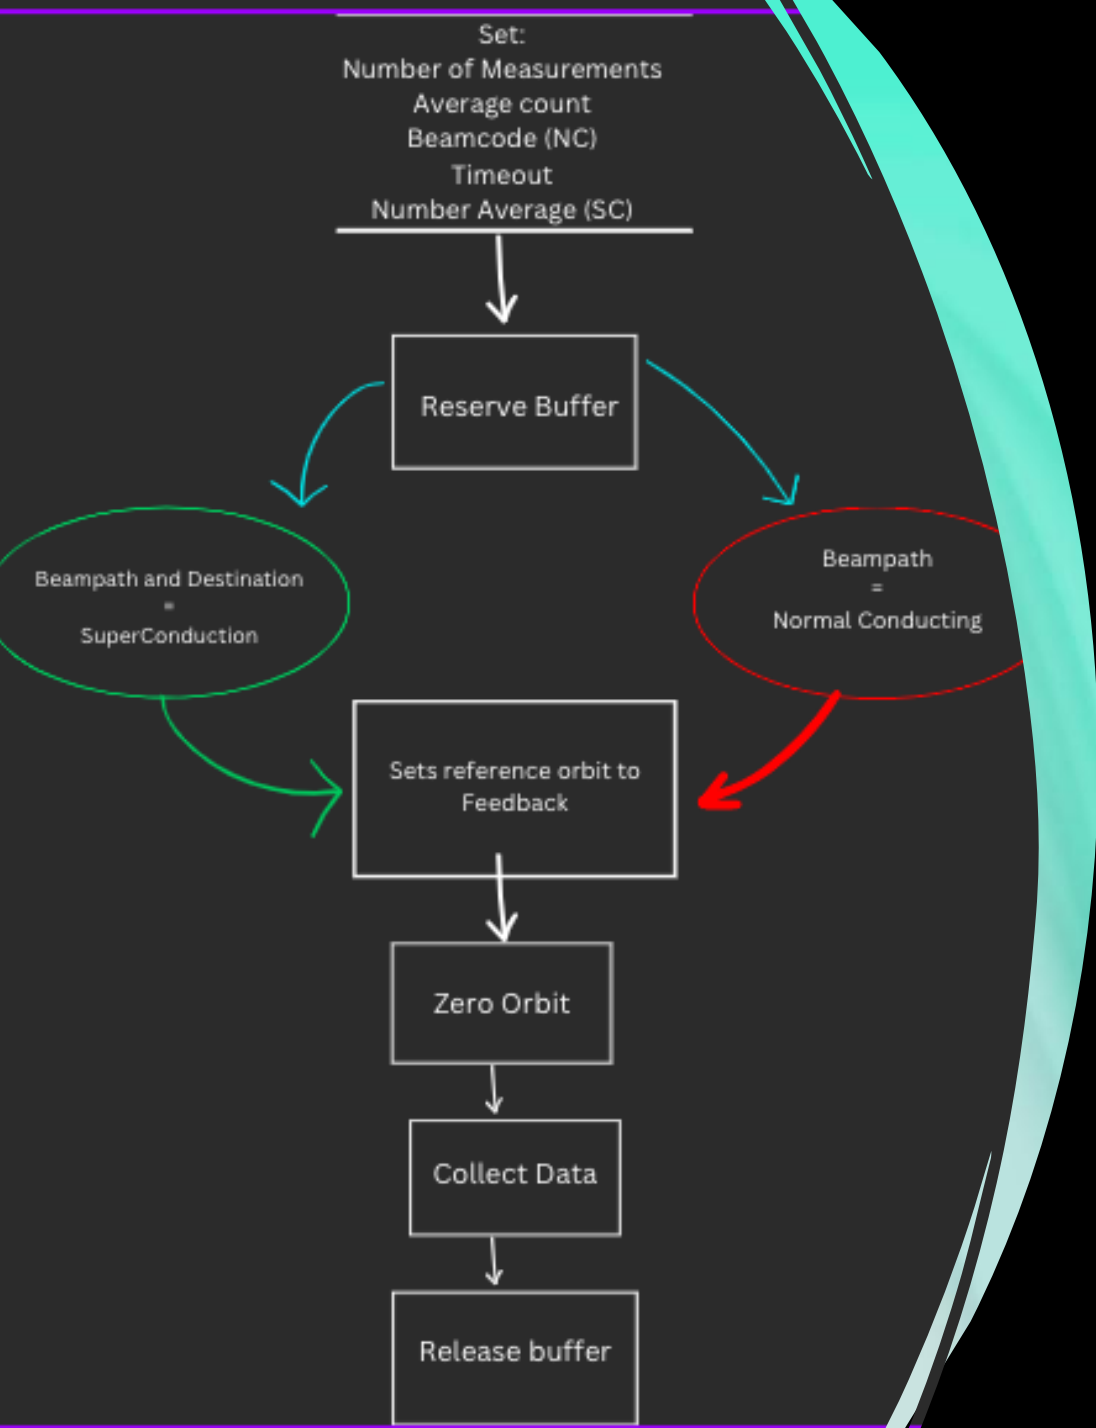 Set:
Number of Measurements
Average count
Beamcode (NC)
Timeout
Number Average (SC)
Reserve Buffer
Beampath and Destination
=
SuperConduction
Beampath
=
Normal Conducting
Sets reference orbit to
Feedback
Zero Orbit
Collect Data
Release buffer